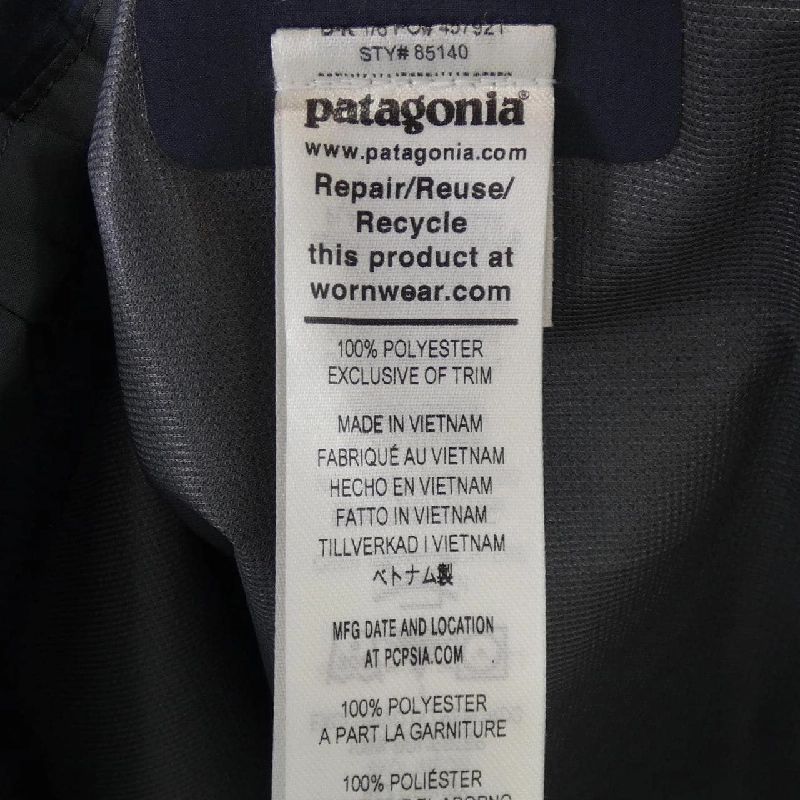 PO# 457921
STY# 85140
patagonia®
www.patagonia.com
Repair/Reuse/
Recycle
this product at
wornwear.com
100% POLYESTER
EXCLUSIVE OF TRIM
MADE IN VIETNAM
FABRIQUÉ AU VIETNAM
HECHO EN VIETNAM
FATTO IN VIETNAM
TILLVERKAD I VIETNAM
ベトナム製
MFG DATE AND LOCATION
AT PCPSIA.COM
100% POLYESTER
A PART LA GARNITURE
100% POLIÉSTER